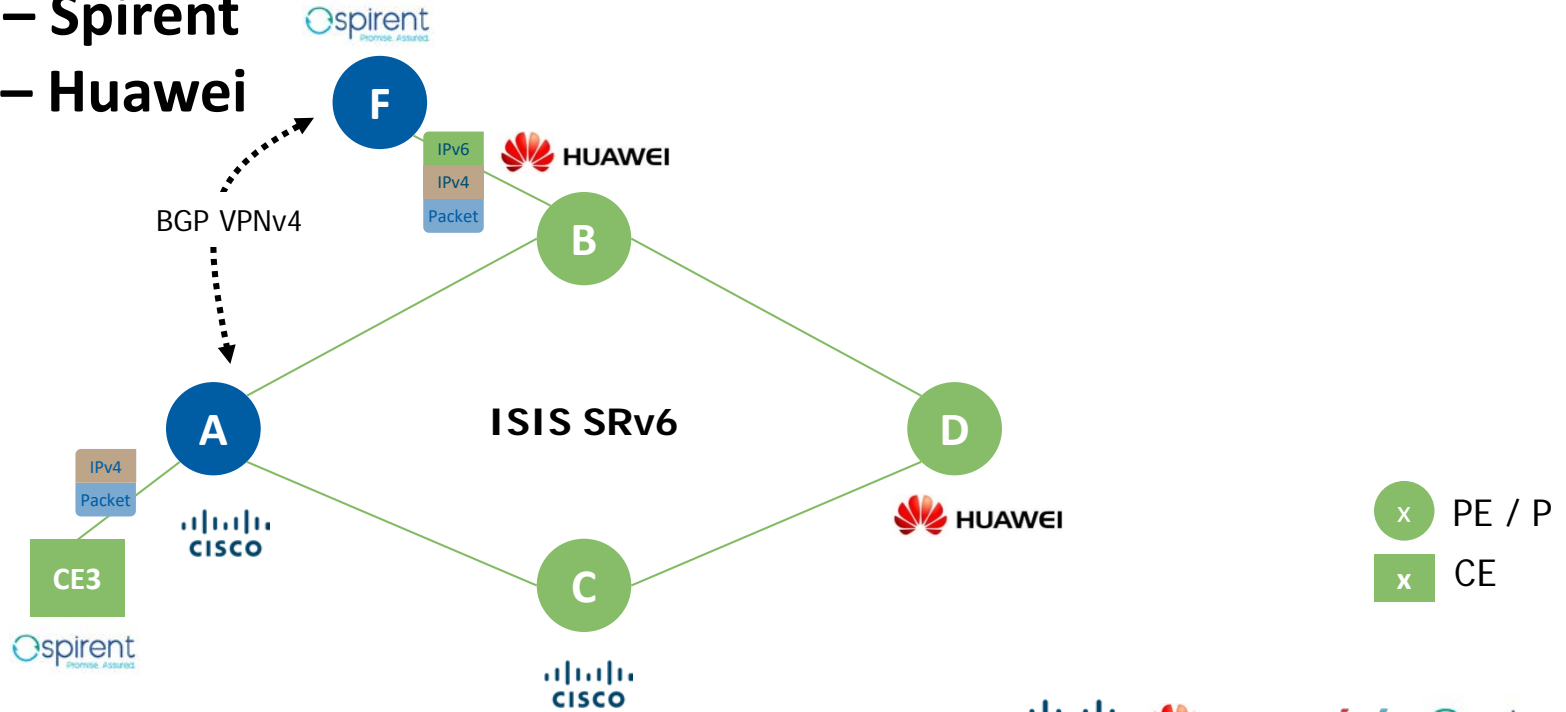 – Spirent
spirent
Promise. Assured.
– Huawei
F
IPv6
IPv4
Packet
HUAWEI
BGP VPNv4
B
A
ISIS SRv6
D
IPv4
Packet
CISCO
HUAWEI
x PE / P
CE3
C
x CE
spirent
Promise. Assured.
CISCO